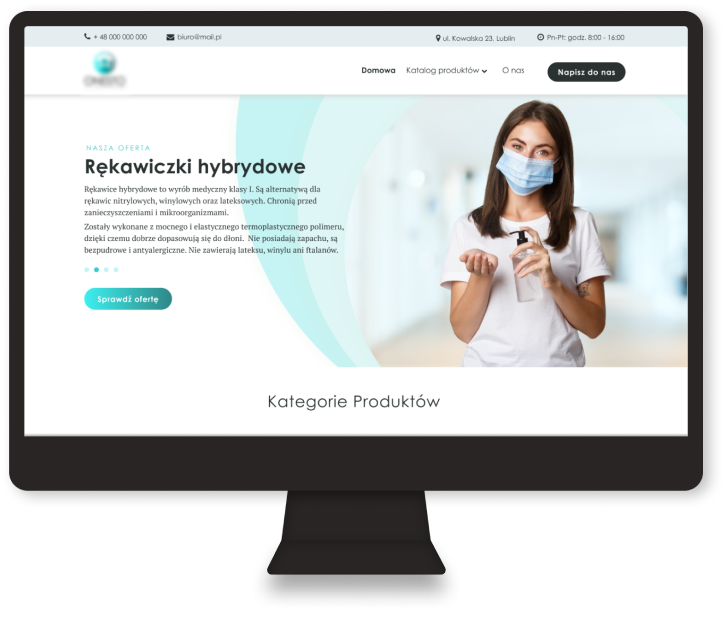 + 48 000 000 000 biuro@mail.pl ul. Kowalska 23. Lublin Pn-Pt: godz. 8:00 - 16:00
Domowa Katalog produktów O nas Napisz do nas
NASZA OFERTA
Rękawiczki hybrydowe
Rękawice hybrydowe to wyrób medyczny klasy I. Są alternatywą dla
rękawic nitrylowych, winylowych oraz lateksowych. Chronią przed
zanieczyszczeniami i mikroorganizmami.
Zostały wykonane z mocnego i elastycznego termoplastycznego polimeru,
dzięki czemu dobrze dopasowują się do dłoni. Nie posiadają zapachu, są
bezpudrowe i antyalergiczne. Nie zawierają lateksu, winylu ani ftalanów.
Sprawdź ofertę
Kategorie Produktów